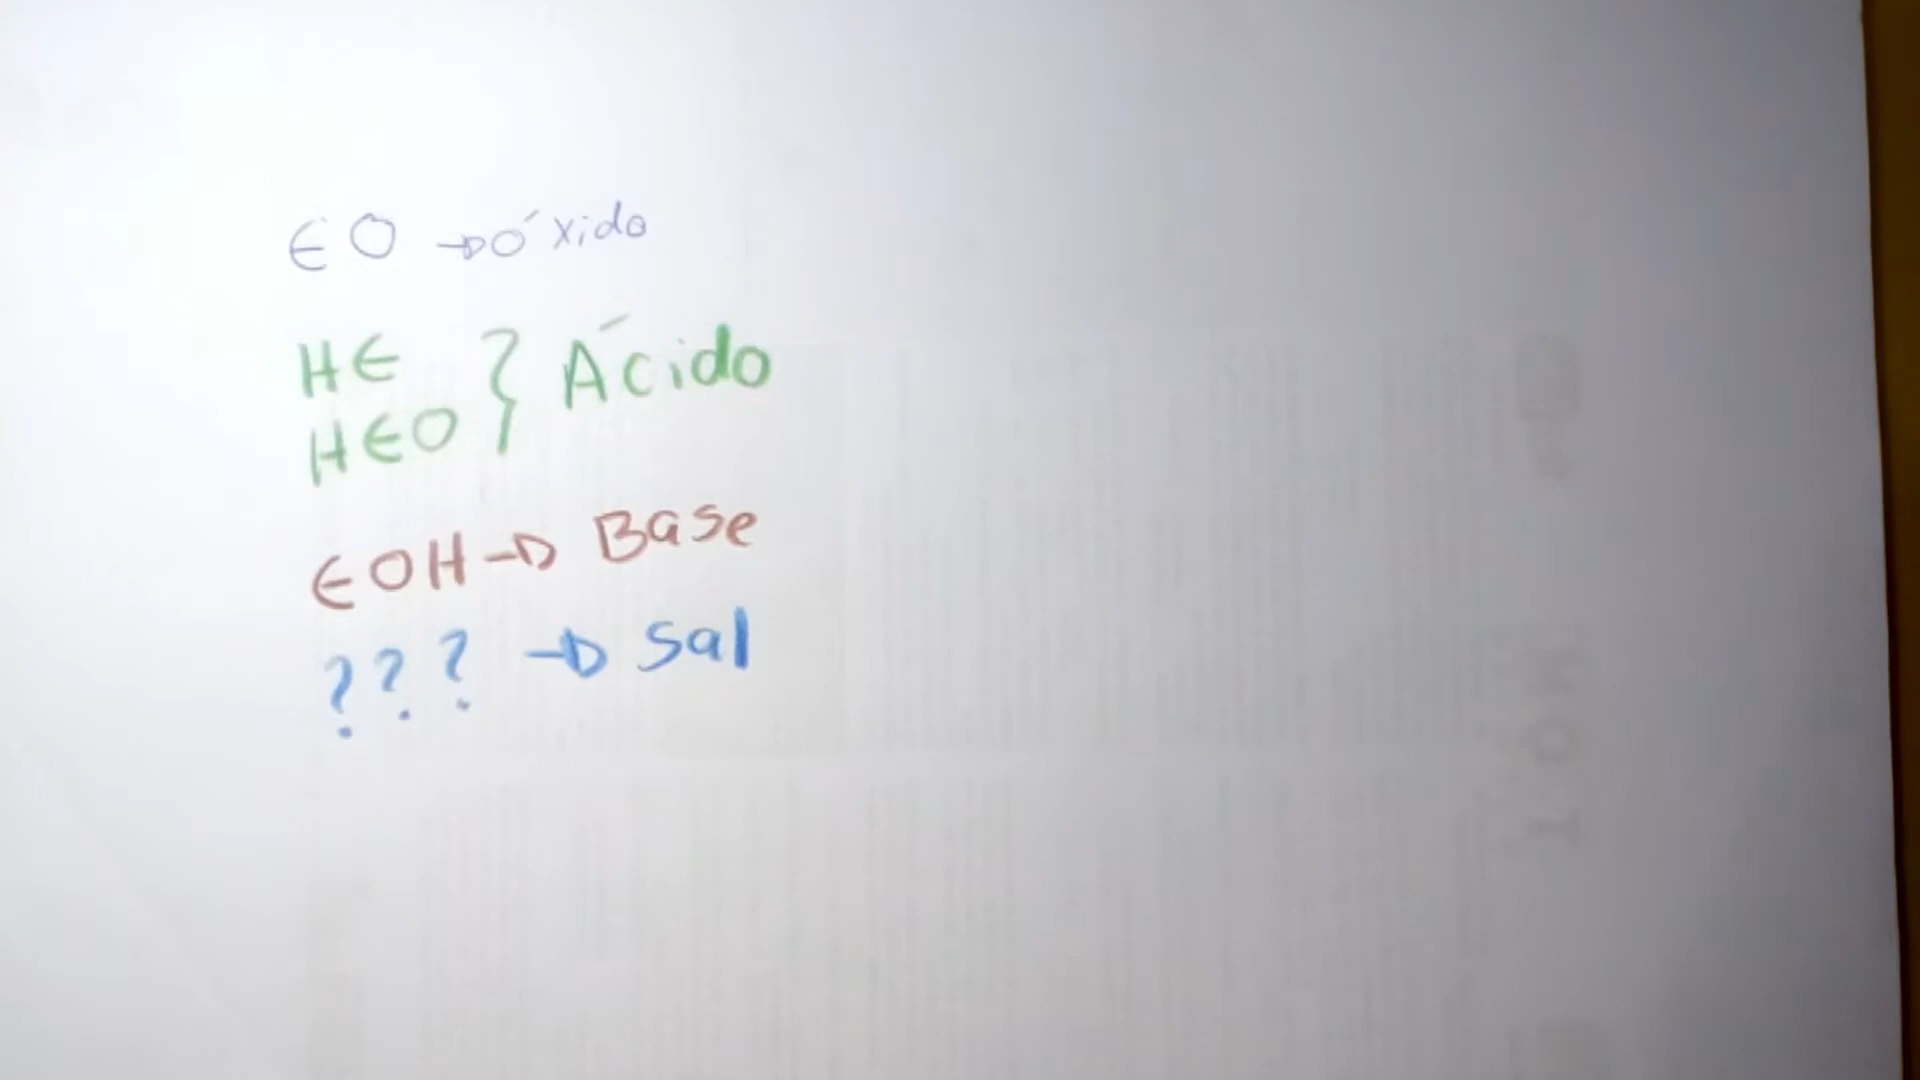 EO → óxido
HE
HEO } Ácido
EOH → Base
??? → Sal